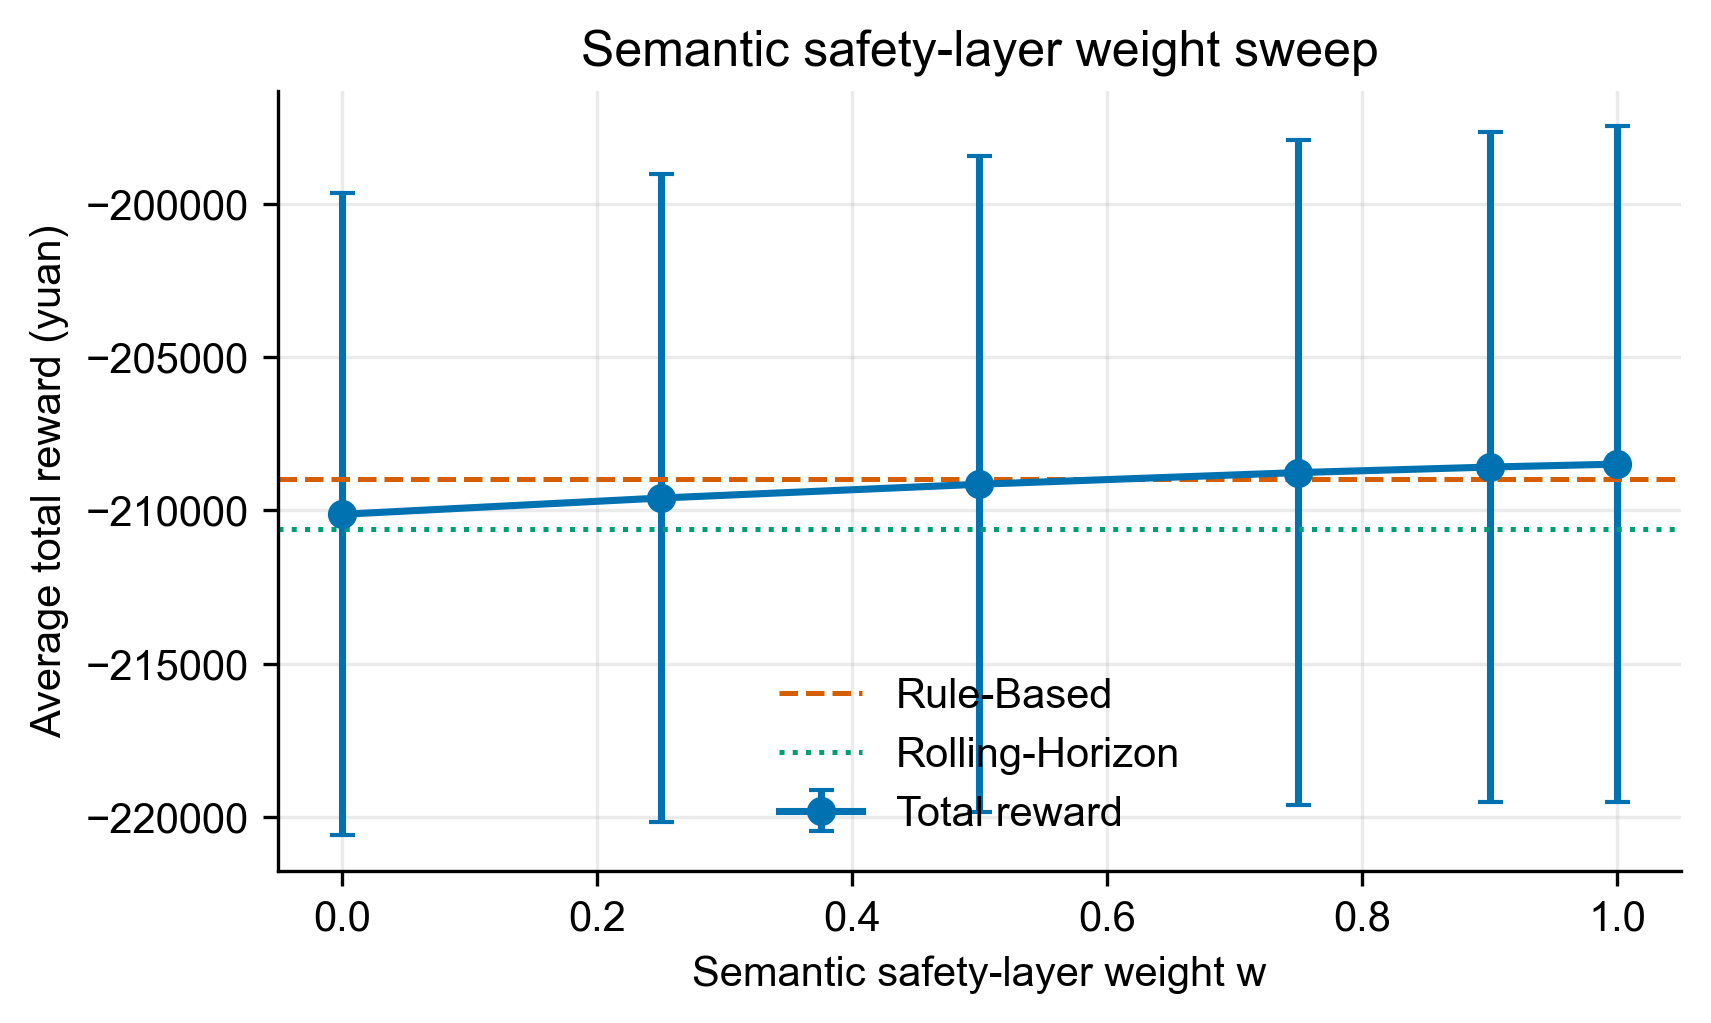 Semantic safety-layer weight sweep
Average total reward (yuan)
−200000
−205000
−210000
−215000
−220000
Rule-Based
Rolling-Horizon
Total reward
0.0 0.2 0.4 0.6 0.8 1.0
Semantic safety-layer weight w